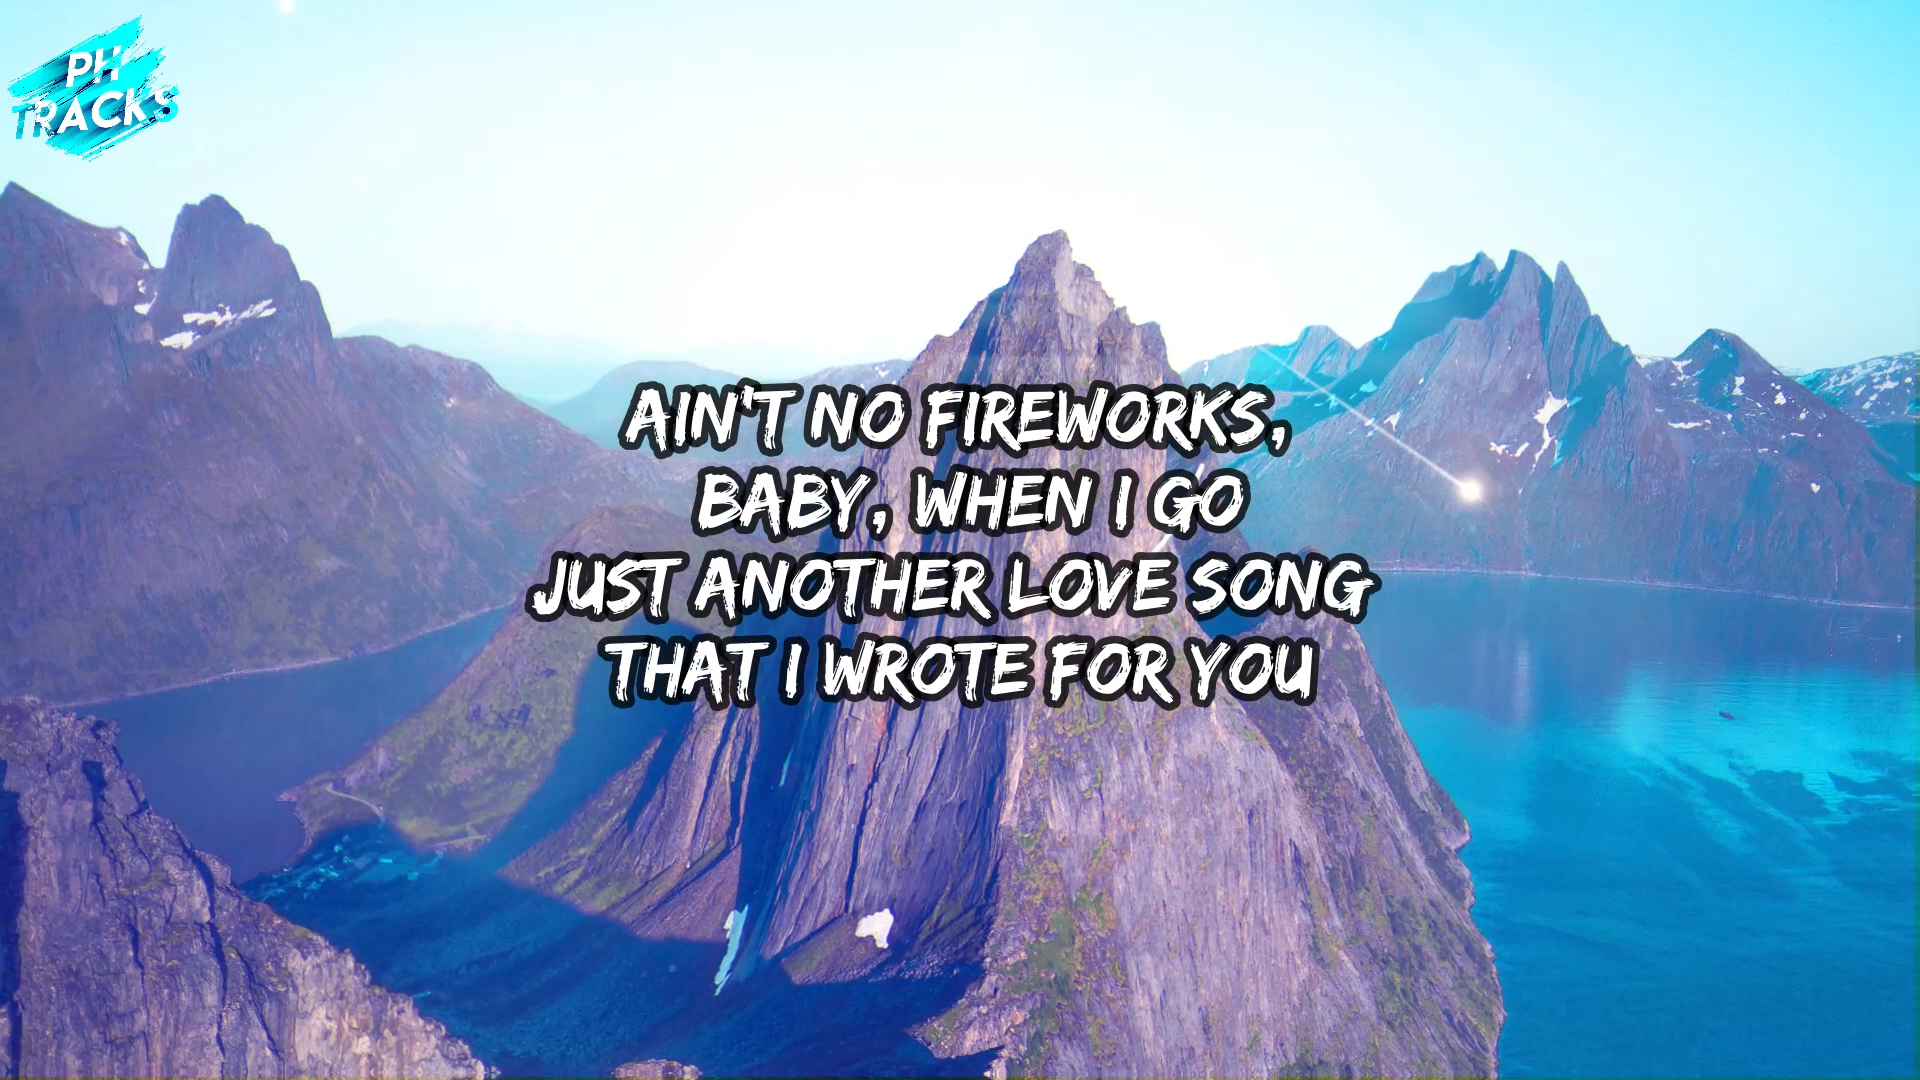 PH
TRACKS
AIN'T NO FIREWORKS,
BABY, WHEN I GO
JUST ANOTHER LOVE SONG
THAT I WROTE FOR YOU